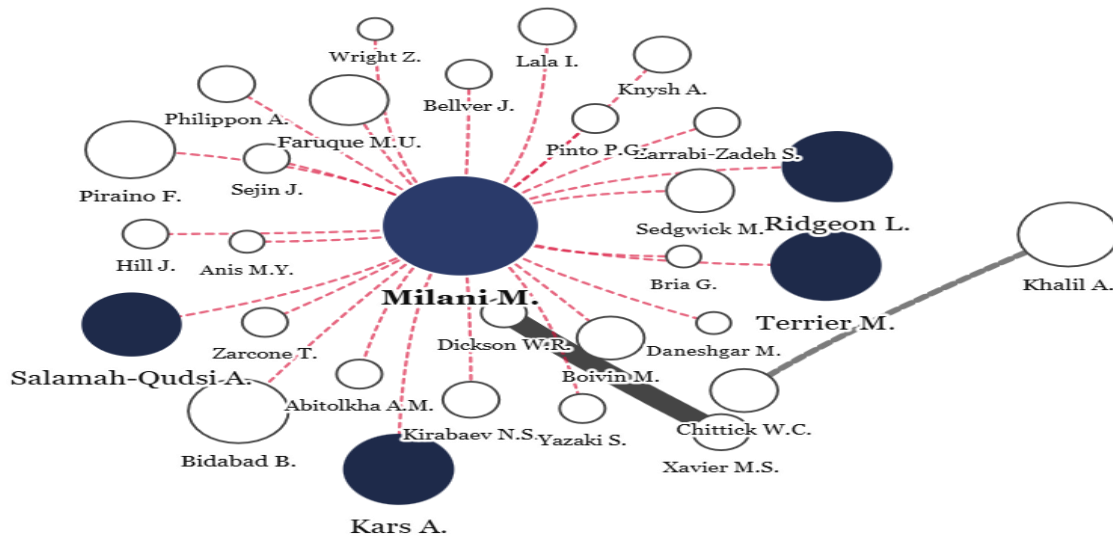 Wright Z.
Lala I.
Knysh A.
Bellver J.
Philippon A.
Faruque M.U.
Pinto P.G.
Zarrabi-Zadeh S.
Piraino F.
Sejin J.
Ridgeon L.
Sedgwick M.
Hill J.
Anis M.Y.
Bria G.
Khalil A.
Milani M.
Terrier M.
Dickson W.R.
Daneshgar M.
Zarcone T.
Salamah-Qudsi A.
Boivin M.
Abitolkha A.M.
Chittick W.C.
Kirabaev N.S.
Yazaki S.
Bidabad B.
Xavier M.S.
Kars A.